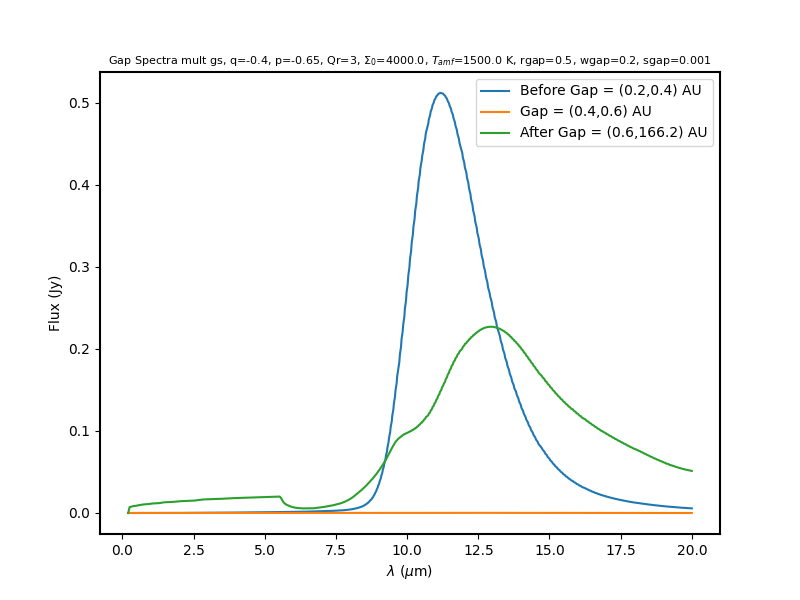 Gap Spectra mult gs, q=-0.4, p=-0.65, Qr=3, Σ₀=4000.0, T_amf=1500.0 K, rgap=0.5, wgap=0.2, sgap=0.001
Before Gap = (0.2,0.4) AU
Gap = (0.4,0.6) AU
After Gap = (0.6,166.2) AU
0.5
0.4
0.3
0.2
0.1
0.0
Flux (Jy)
0.0 2.5 5.0 7.5 10.0 12.5 15.0 17.5 20.0
λ (μm)